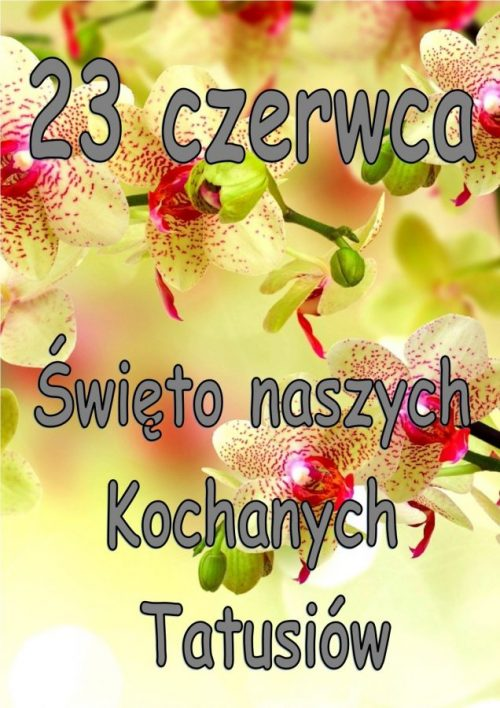 23 czerwca
Święto naszych
Kochanych
Tatusiów